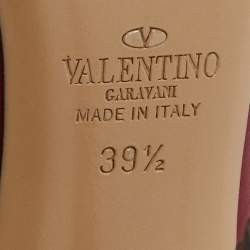 VALENTINO
GARAVANI
MADE IN ITALY
39½